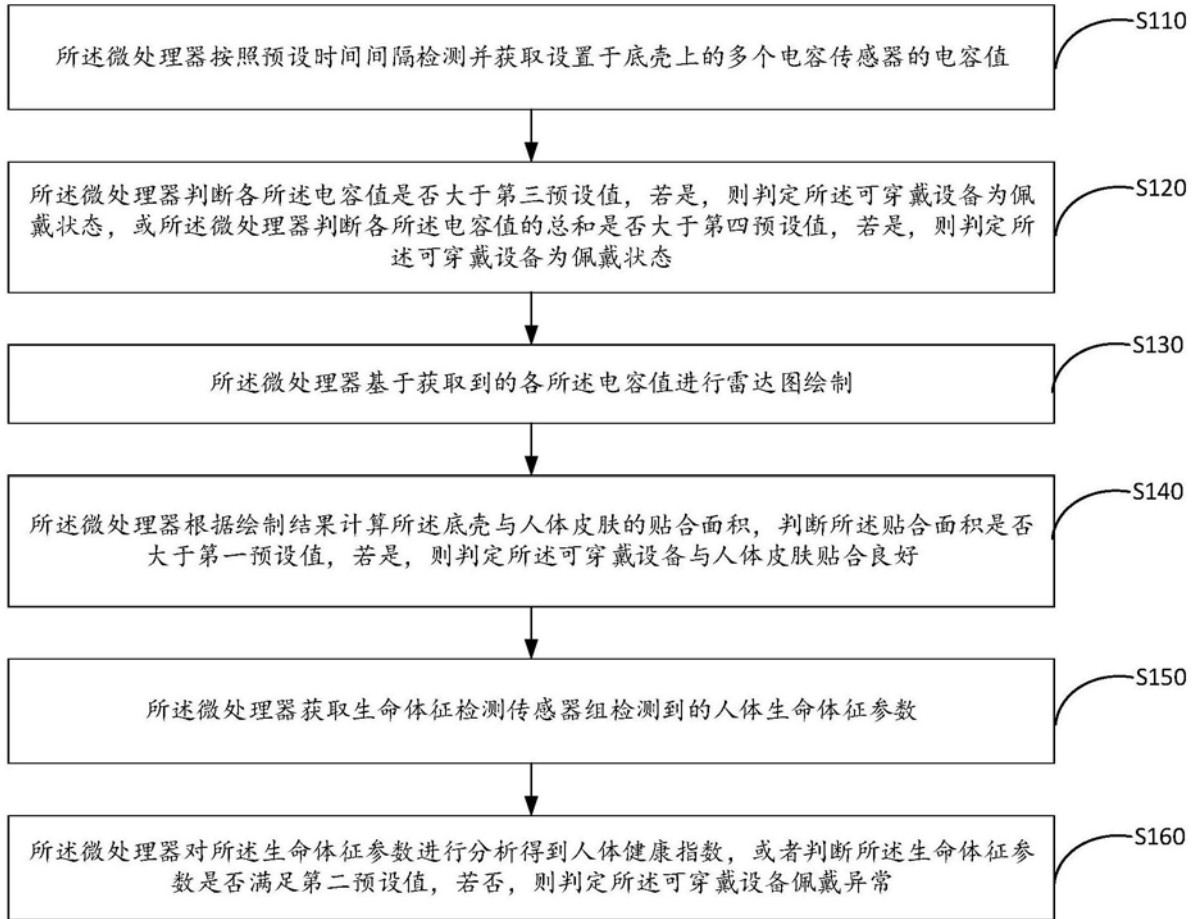 所述微处理器按照预设时间间隔检测并获取设置于底壳上的多个电容传感器的电容值
S110
所述微处理器判断各所述电容值是否大于第三预设值，若是，则判定所述可穿戴设备为佩
戴状态，或所述微处理器判断各所述电容值的总和是否大于第四预设值，若是，则判定所
述可穿戴设备为佩戴状态
S120
所述微处理器基于获取到的各所述电容值进行雷达图绘制
S130
所述微处理器根据绘制结果计算所述底壳与人体皮肤的贴合面积，判断所述贴合面积是否
大于第一预设值，若是，则判定所述可穿戴设备与人体皮肤贴合良好
S140
所述微处理器获取生命体征检测传感器组检测到的人体生命体征参数
S150
所述微处理器对所述生命体征参数进行分析得到人体健康指数，或者判断所述生命体征参
数是否满足第二预设值，若否，则判定所述可穿戴设备佩戴异常
S160